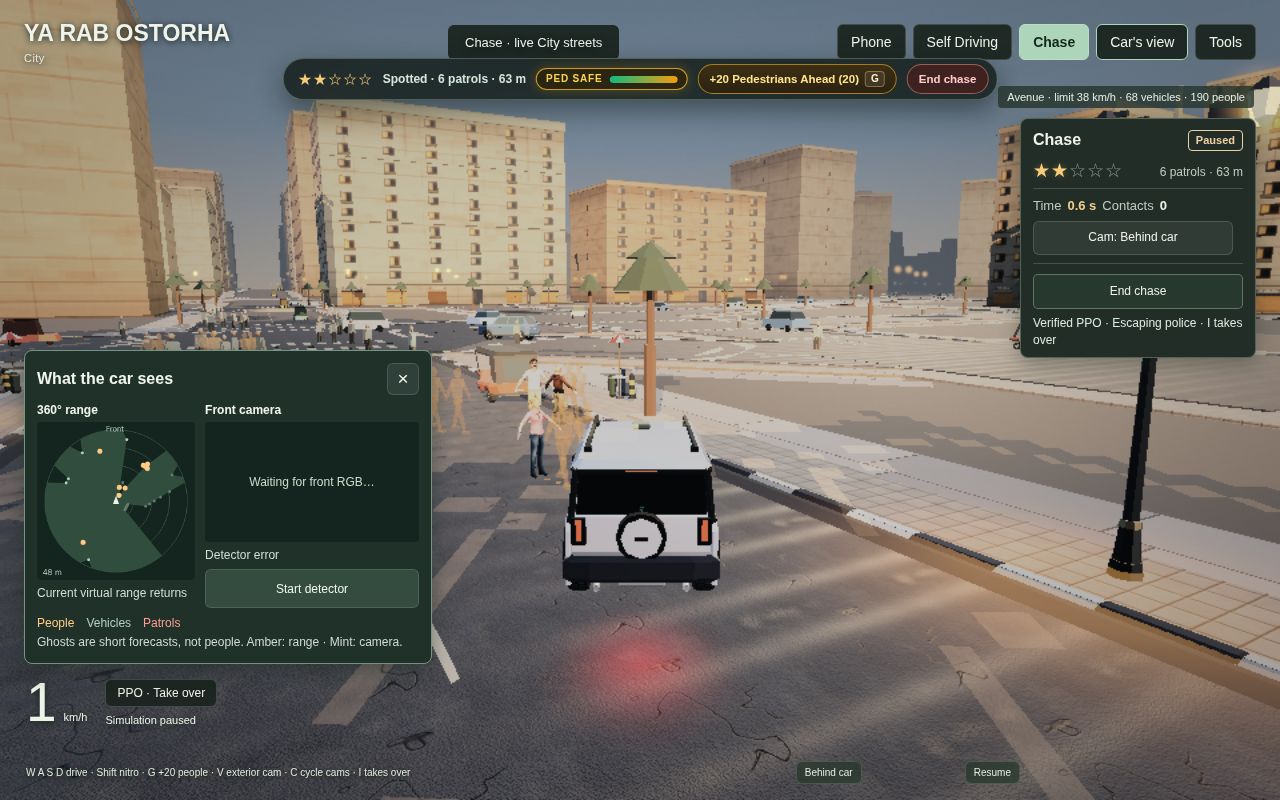 YA RAB OSTORHA
City
Chase · live City streets
Phone
Self Driving
Chase
Car's view
Tools
★★☆☆☆ Spotted · 6 patrols · 63 m
PED SAFE
+20 Pedestrians Ahead (20) G
End chase
Avenue · limit 38 km/h · 68 vehicles · 190 people
Chase
Paused
★★☆☆☆ 6 patrols · 63 m
Time 0.6 s Contacts 0
Cam: Behind car
End chase
Verified PPO · Escaping police · I takes
over
What the car sees
✕
360° range
Front camera
Front
Waiting for front RGB…
48 m
Detector error
Start detector
Current virtual range returns
People Vehicles Patrols
Ghosts are short forecasts, not people. Amber: range · Mint: camera.
1 km/h
PPO · Take over
Simulation paused
W A S D drive · Shift nitro · G +20 people · V exterior cam · C cycle cams · I takes over
Behind car
Resume